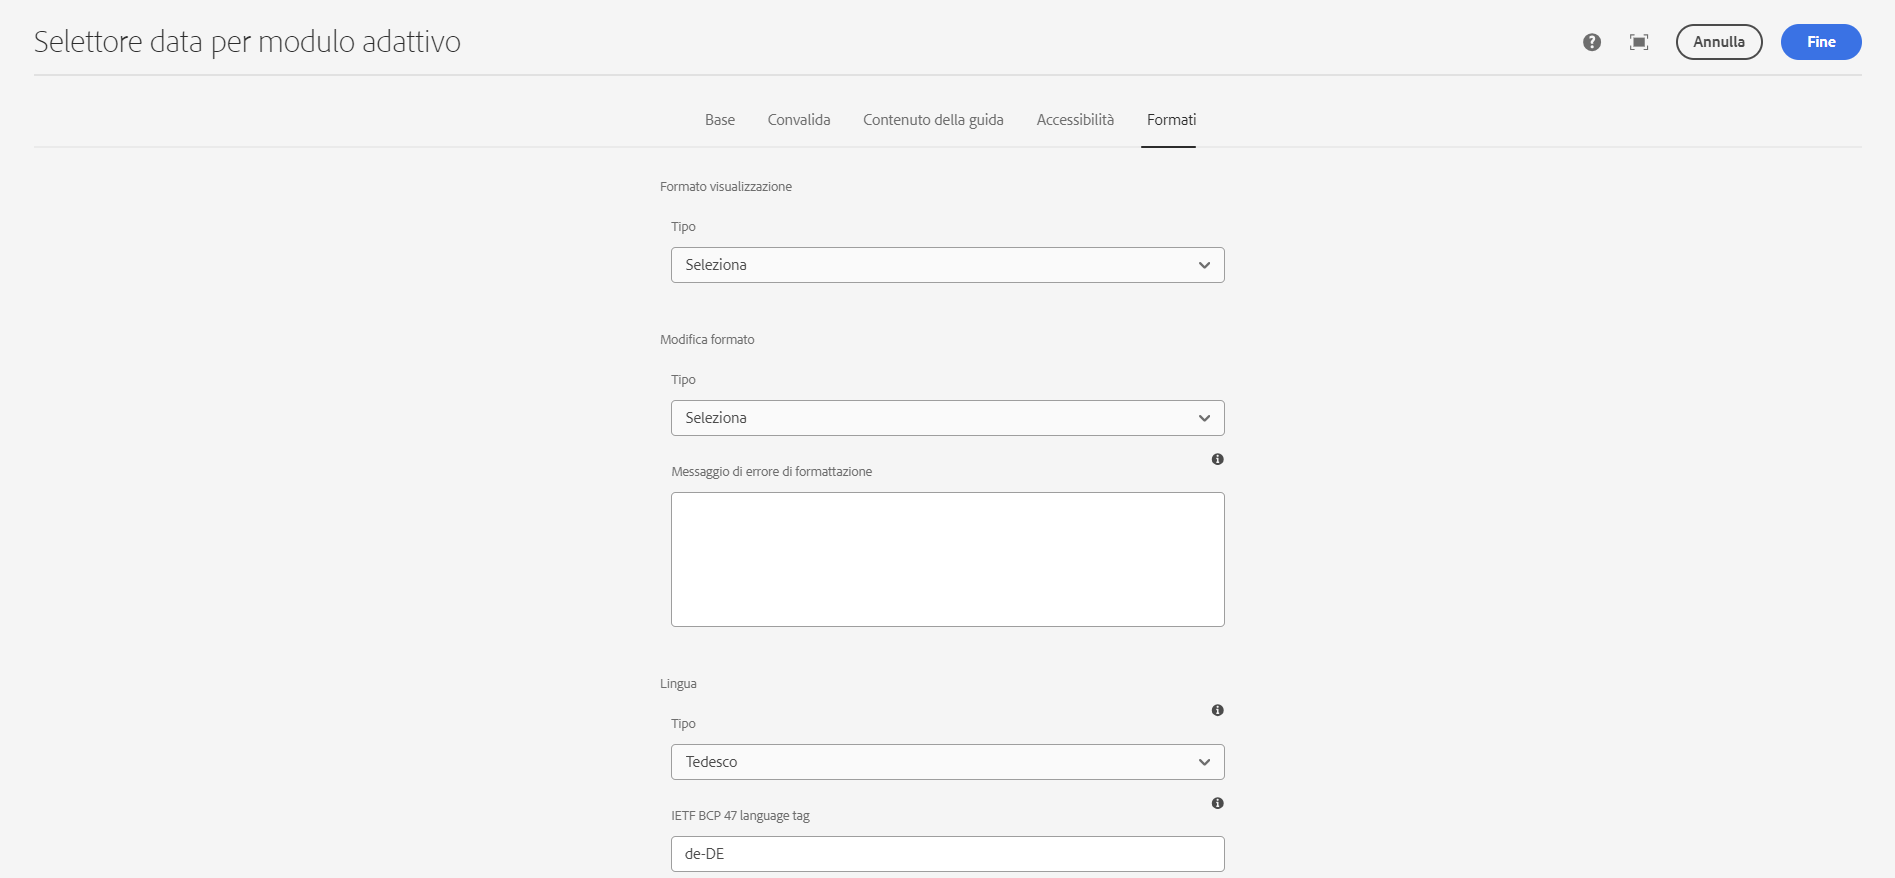 Selettore data per modulo adattivo
Annulla
Fine
Base
Convalida
Contenuto della guida
Accessibilità
Formati
Formato visualizzazione
Tipo
Seleziona
Modifica formato
Tipo
Seleziona
Messaggio di errore di formattazione
Lingua
Tipo
Tedesco
IETF BCP 47 language tag
de-DE